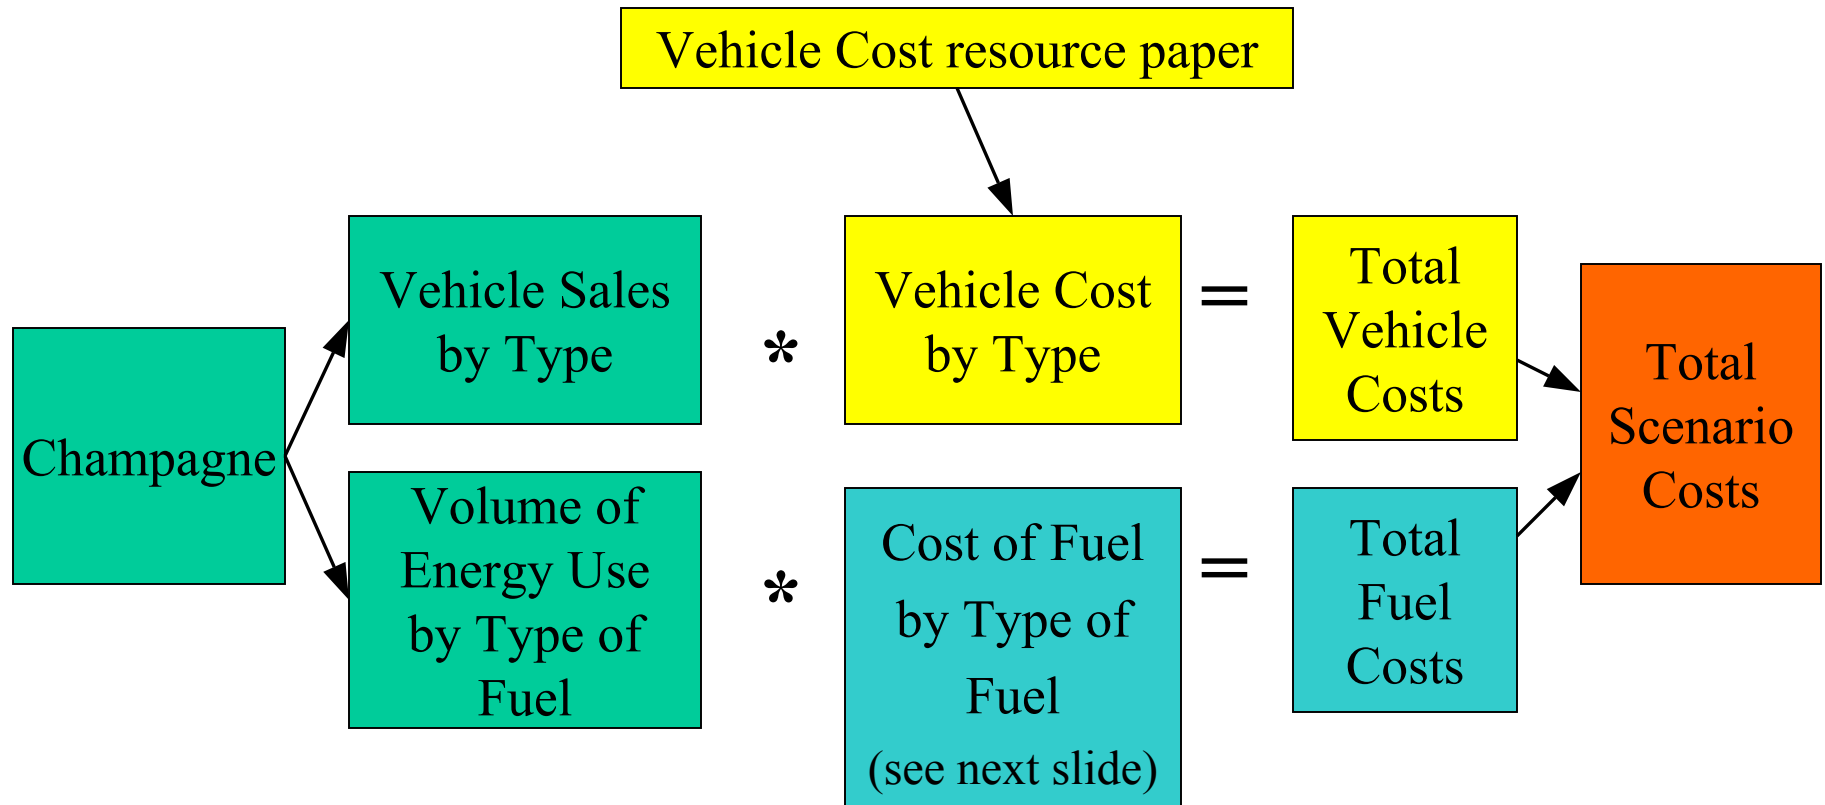 Vehicle Cost resource paper
Champagne
Vehicle Sales
by Type
*
Vehicle Cost
by Type
=
Total
Vehicle
Costs
Volume of
Energy Use
by Type of
Fuel
*
Cost of Fuel
by Type of
Fuel
(see next slide)
=
Total
Fuel
Costs
Total
Scenario
Costs